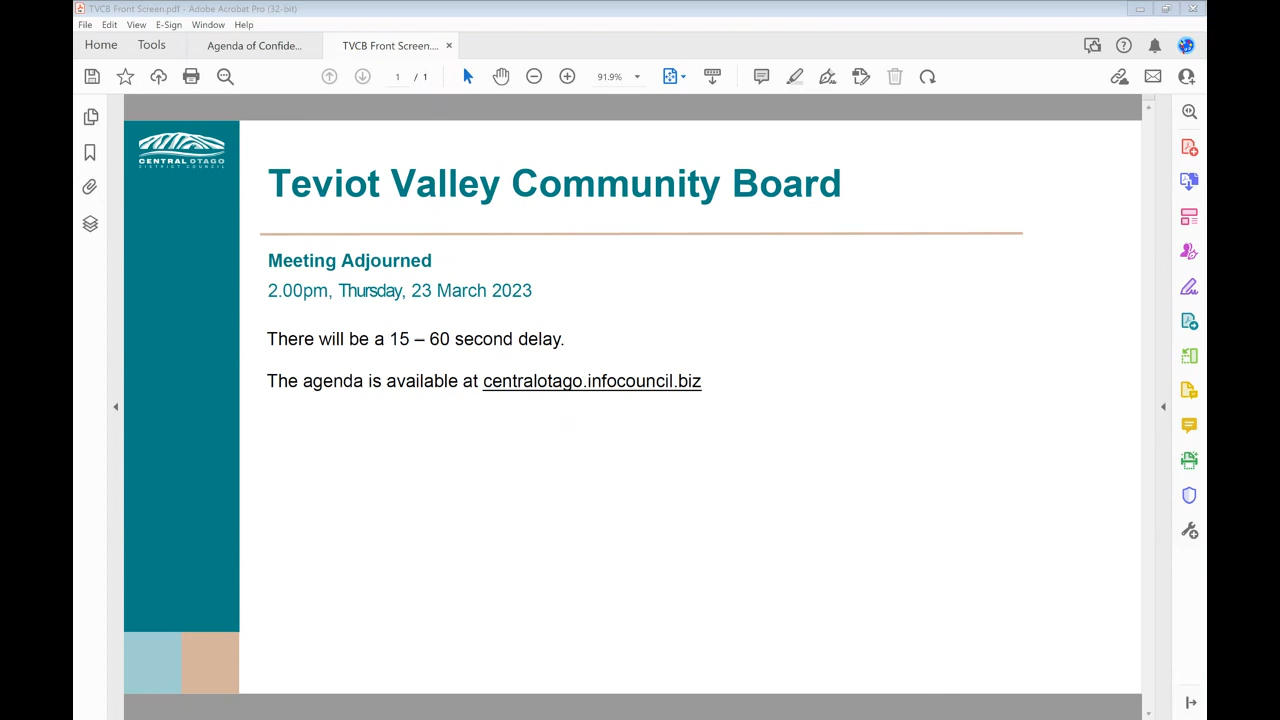 TVCB Front Screen.pdf - Adobe Acrobat Pro (32-bit)
File Edit View E-Sign Window Help
Home Tools Agenda of Confide... TVCB Front Screen.... ×
1 / 1 91.9%
CENTRAL OTAGO
DISTRICT COUNCIL
Teviot Valley Community Board
Meeting Adjourned
2.00pm, Thursday, 23 March 2023
There will be a 15 – 60 second delay.
The agenda is available at centralotago.infocouncil.biz